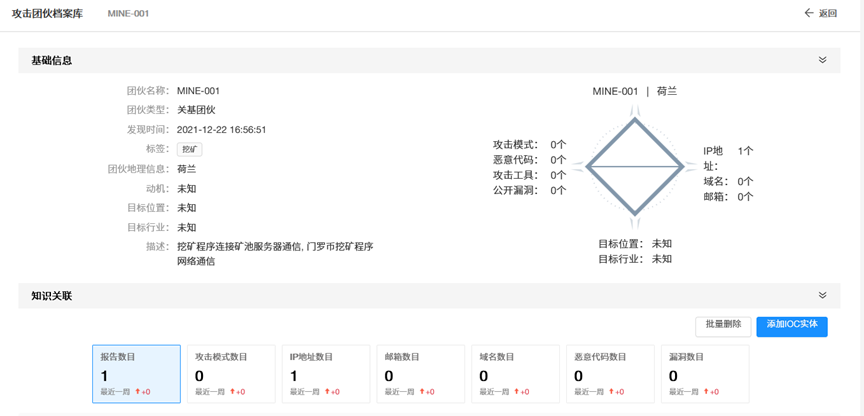 攻击团伙档案库 MINE-001 返回
基础信息
团伙名称: MINE-001
团伙类型: 关基团伙
发现时间: 2021-12-22 16:56:51
标签: 挖矿
团伙地理信息: 荷兰
动机: 未知
目标位置: 未知
目标行业: 未知
描述: 挖矿程序连接矿池服务器通信, 门罗币挖矿程序
网络通信
MINE-001 | 荷兰
攻击模式: 0个
恶意代码: 0个
攻击工具: 0个
公开漏洞: 0个
IP地 1个
址:
域名: 0个
邮箱: 0个
目标位置: 未知
目标行业: 未知
知识关联
批量删除 添加IOC实体
报告数目
1
最近一周 +0
攻击模式数目
0
最近一周 +0
IP地址数目
1
最近一周 +0
邮箱数目
0
最近一周 +0
域名数目
0
最近一周 +0
恶意代码数目
0
最近一周 +0
漏洞数目
0
最近一周 +0